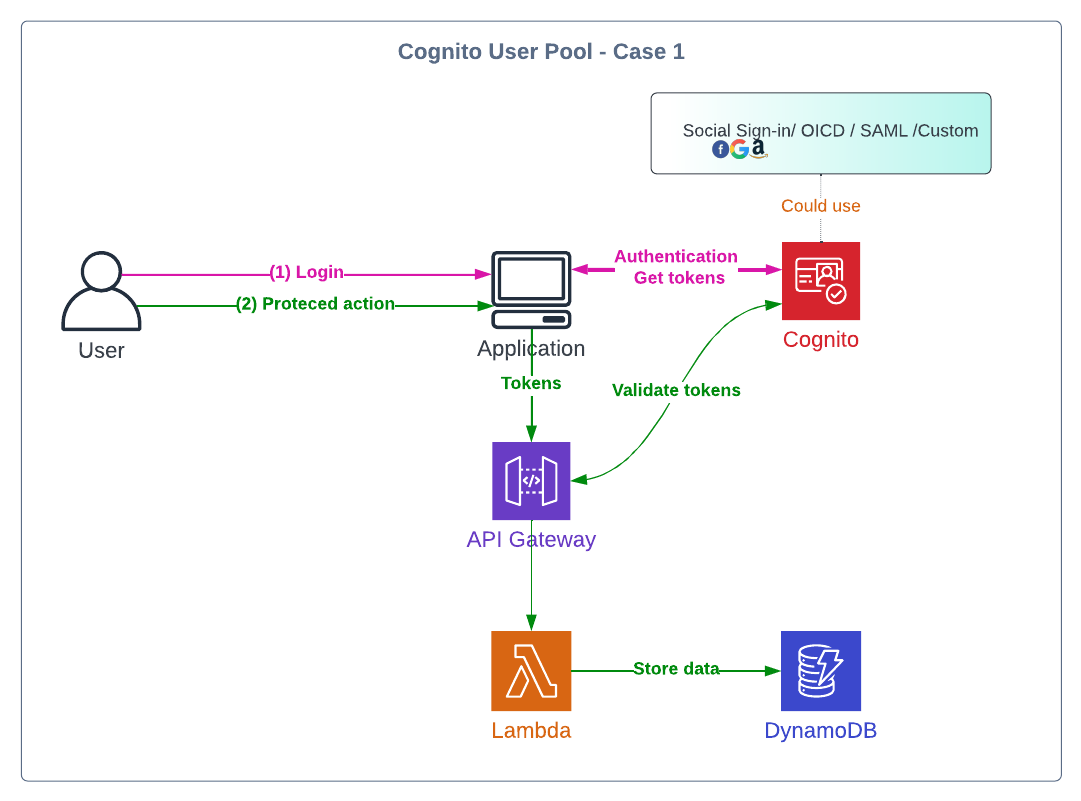 Cognito User Pool - Case 1
Social Sign-in/ OICD / SAML /Custom
Could use
(1) Login
Authentication
Get tokens
(2) Proteced action
User
Application
Cognito
Tokens
Validate tokens
API Gateway
Store data
Lambda
DynamoDB